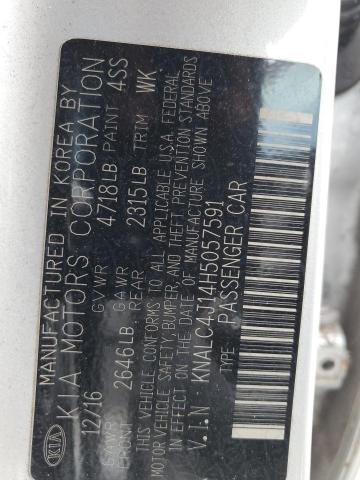 MANUFACTURED IN KOREA BY
KIA KIA MOTORS CORPORATION
12/16 GVWR 4718LB PAINT 4SS
GAWR FRONT 2646LB GAWR REAR 2315LB TRIM WK
THIS VEHICLE CONFORMS TO ALL APPLICABLE U.S.A. FEDERAL
MOTOR VEHICLE SAFETY,BUMPER, AND THEFT PREVENTION STANDARDS
IN EFFECT ON THE DATE OF MANUFACTURE SHOWN ABOVE
V.I.N KNALC4J14H5057591
TYPE: PASSENGER CAR